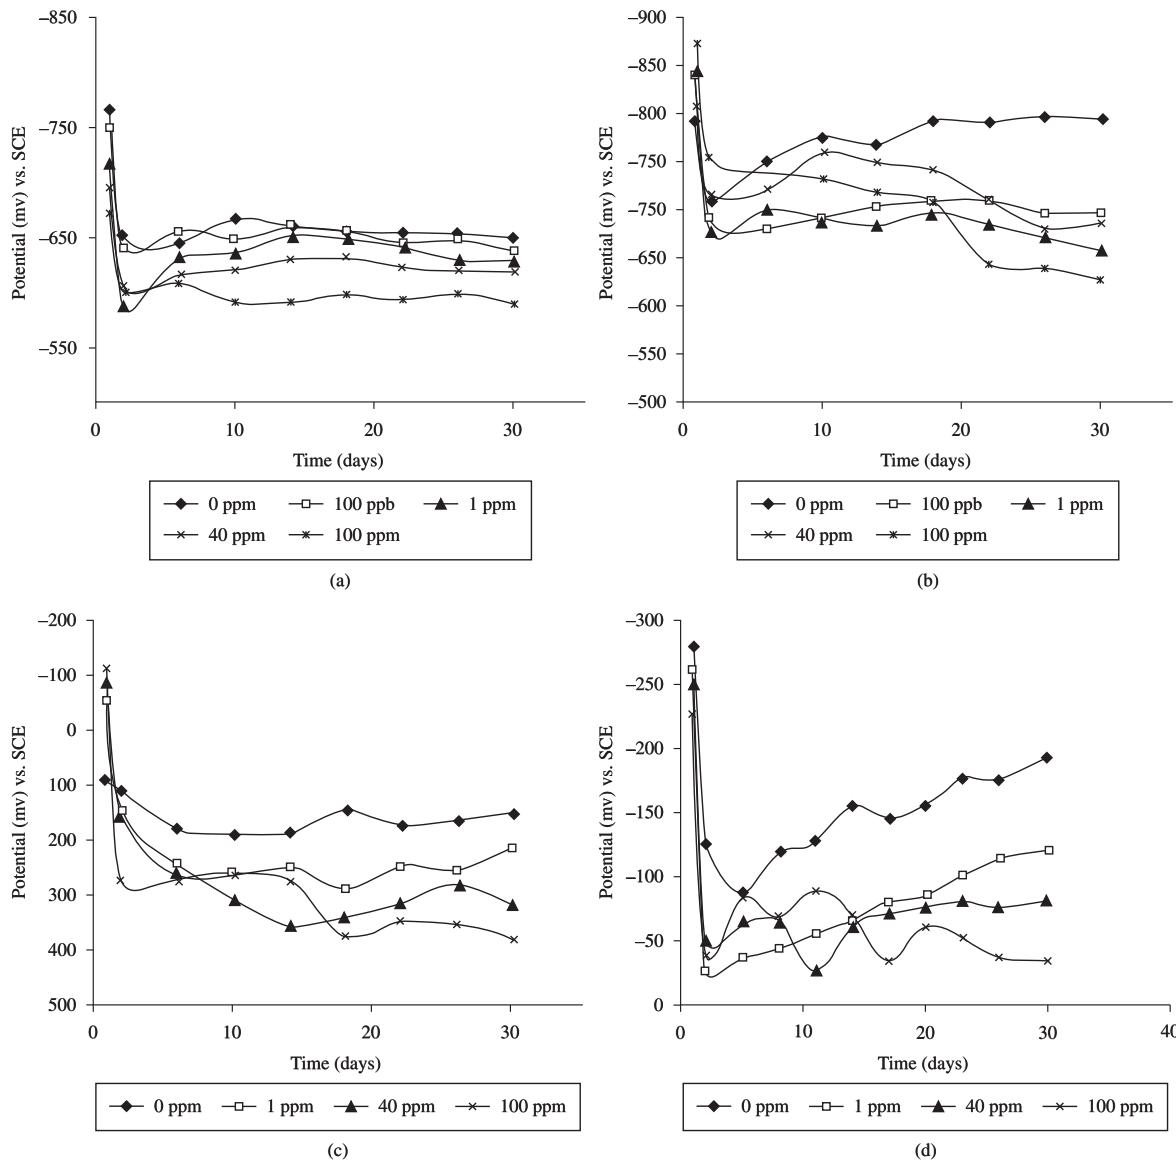 –850
–750
–650
–550
Potential (mv) vs. SCE
0
10
20
30
Time (days)
0 ppm
100 ppb
1 ppm
40 ppm
100 ppm
(a)
–900
–850
–800
–750
–750
–650
–600
–550
–500
Potential (mv) vs. SCE
0
10
20
30
Time (days)
0 ppm
100 ppb
1 ppm
40 ppm
100 ppm
(b)
–200
–100
0
100
200
300
400
500
Potential (mv) vs. SCE
0
10
20
30
Time (days)
0 ppm
1 ppm
40 ppm
100 ppm
(c)
–300
–250
–200
–150
–100
–50
0
Potential (mv) vs. SCE
0
10
20
30
40
Time (days)
0 ppm
1 ppm
40 ppm
100 ppm
(d)